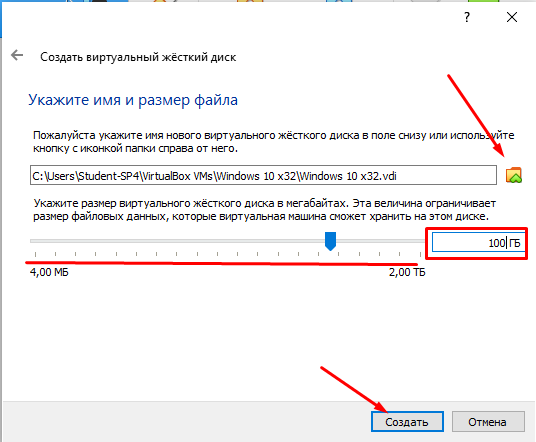 Создать виртуальный жёсткий диск
Укажите имя и размер файла
Пожалуйста укажите имя нового виртуального жёсткого диска в поле снизу или используйте
кнопку с иконкой папки справа от него.
C:\Users\Student-SP4\VirtualBox VMs\Windows 10 x32\Windows 10 x32.vdi
Укажите размер виртуального жёсткого диска в мегабайтах. Эта величина ограничивает
размер файловых данных, которые виртуальная машина сможет хранить на этом диске.
100 ГБ
4,00 МБ 2,00 ТБ
Создать Отмена